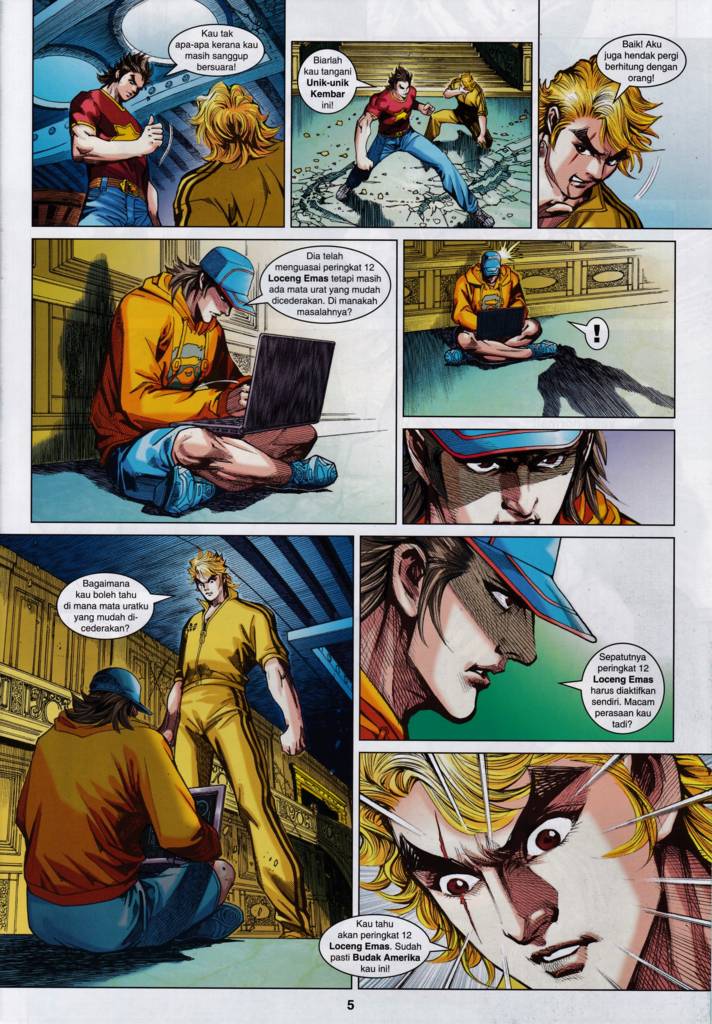 Kau tak
apa-apa kerana kau
masih sanggup
bersuara!
Biarlah
kau tangani
Unik-unik
Kembar
ini!
Baik! Aku
juga hendak pergi
berhitung dengan
orang!
Dia telah
menguasai peringkat 12
Loceng Emas tetapi masih
ada mata urat yang mudah
dicederakan. Di manakah
masalahnya?
!
Bagaimana
kau boleh tahu
di mana mata uratku
yang mudah di-
cederakan?
Sepatutnya
peringkat 12
Loceng Emas
harus diaktifkan
sendiri. Macam
perasaan kau
tadi?
Kau tahu
akan peringkat 12
Loceng Emas. Sudah
pasti Budak Amerika
kau ini!
5